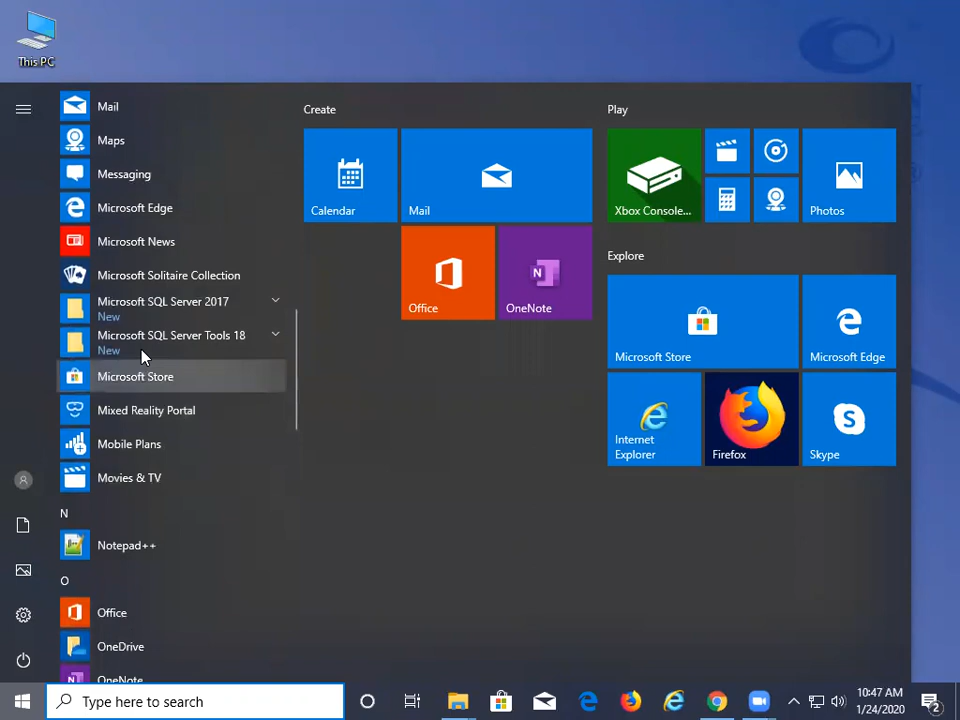 This PC
Mail
Maps
Messaging
Microsoft Edge
Microsoft News
Microsoft Solitaire Collection
Microsoft SQL Server 2017
New
Microsoft SQL Server Tools 18
New
Microsoft Store
Mixed Reality Portal
Mobile Plans
Movies & TV
N
Notepad++
O
Office
OneDrive
OneNote
Create
Calendar
Mail
Office
OneNote
Play
Xbox Console...
Photos
Explore
Microsoft Store
Microsoft Edge
Internet
Explorer
Firefox
Skype
Type here to search
10:47 AM
1/24/2020
2